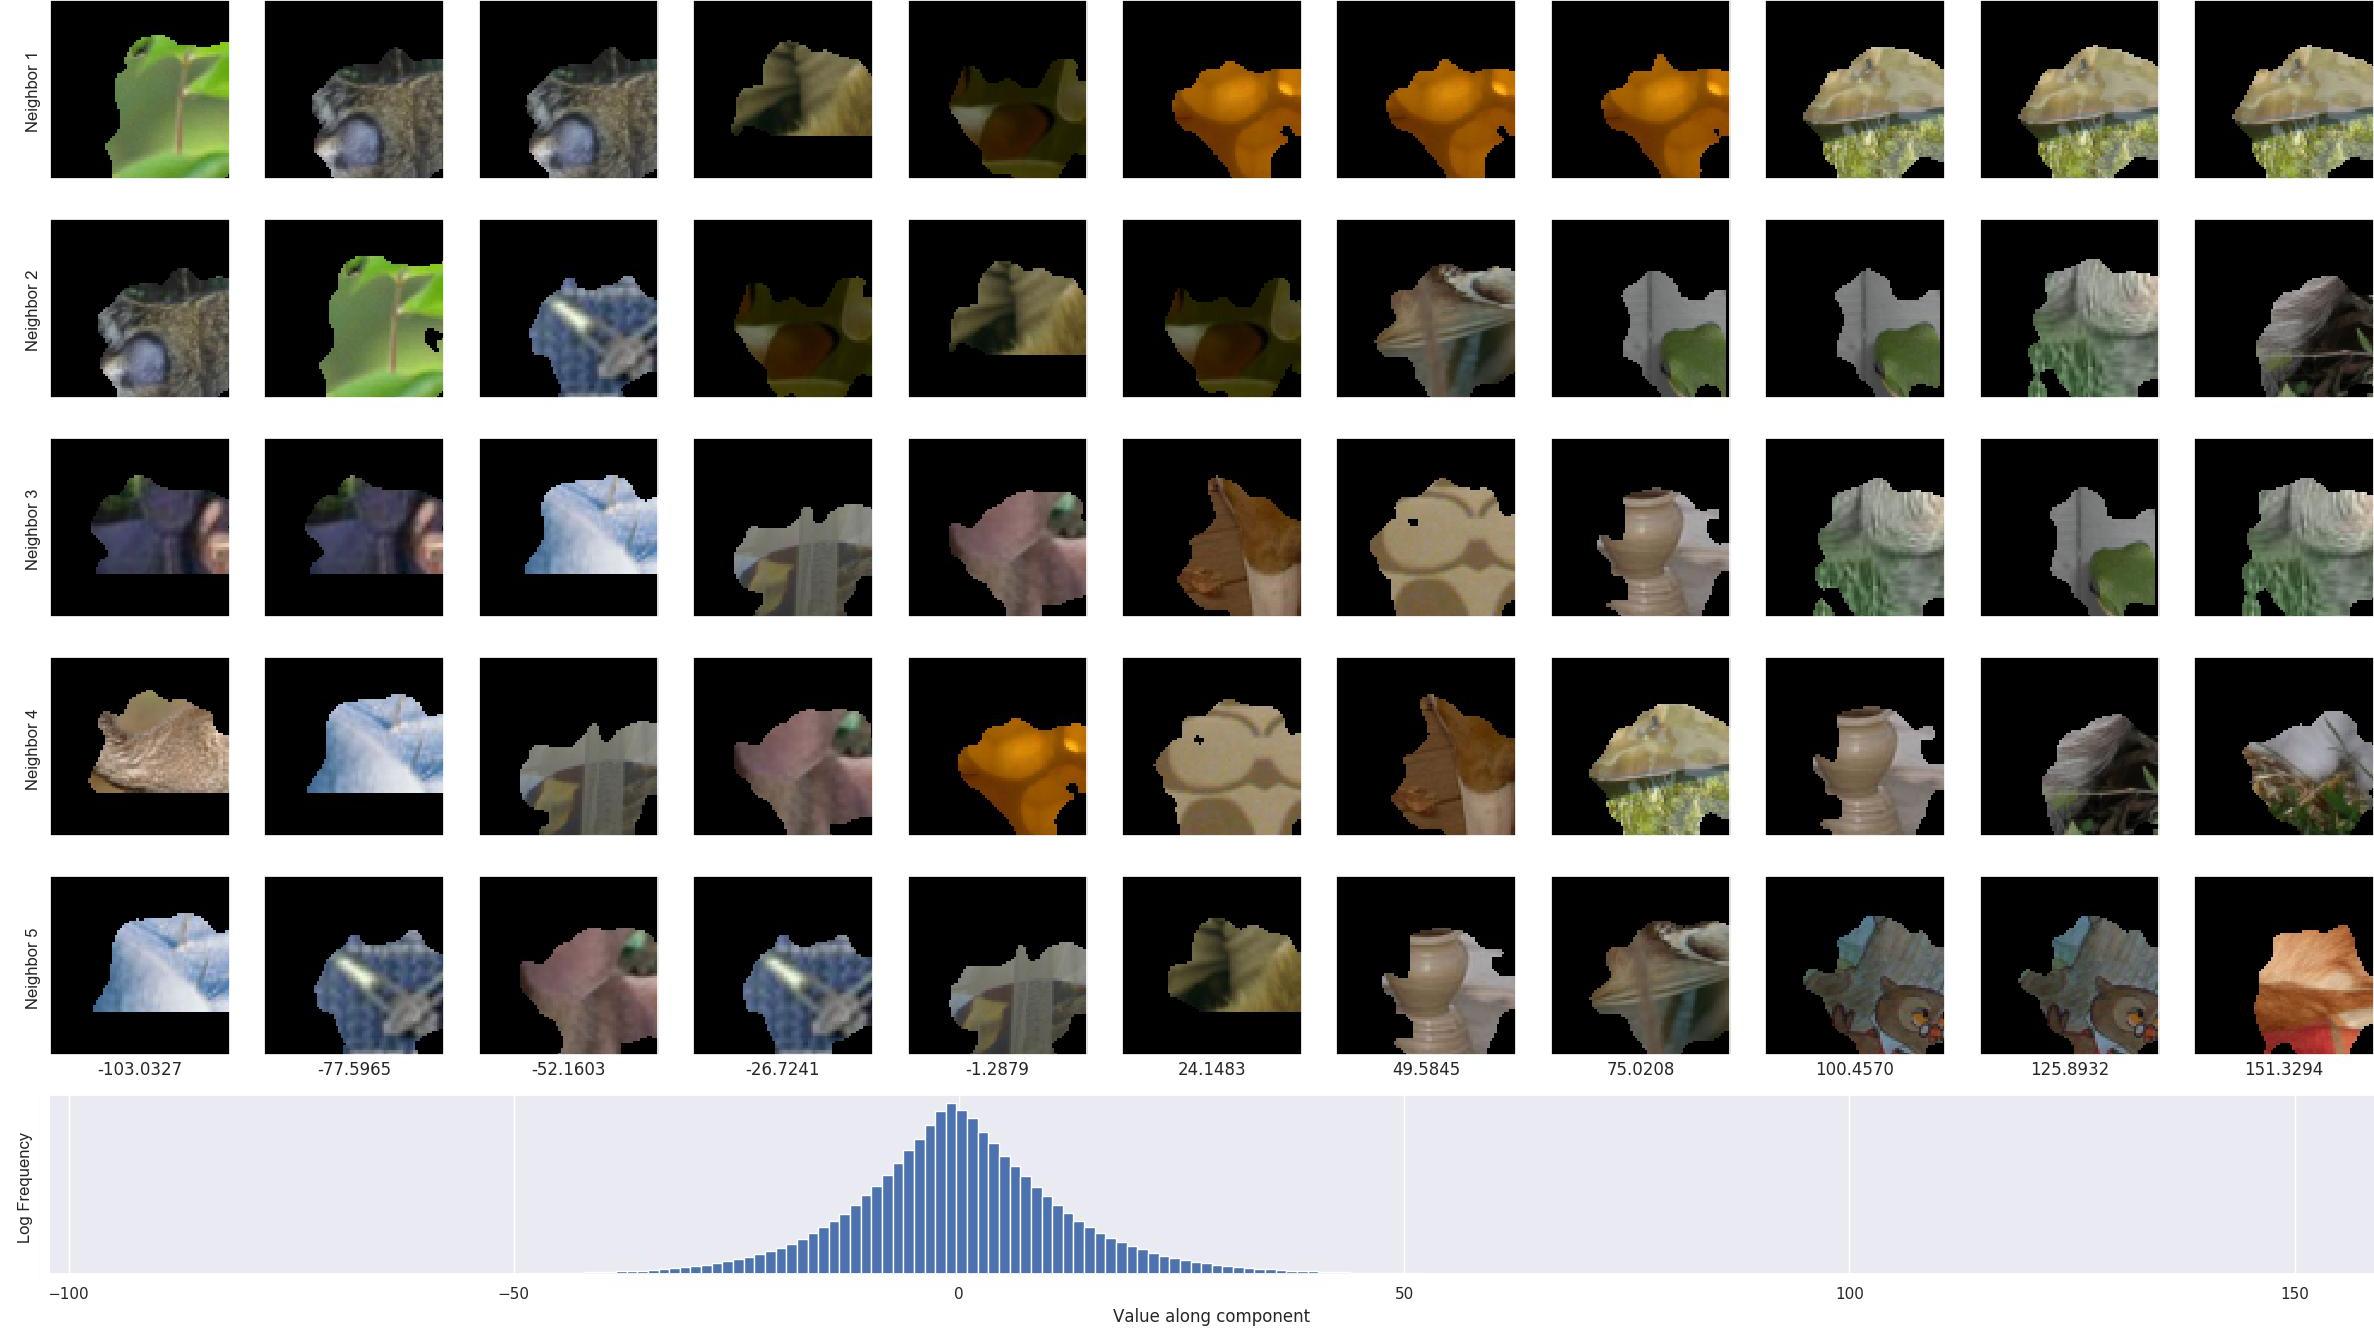 Neighbor 1
Neighbor 2
Neighbor 3
Neighbor 4
Neighbor 5
-103.0327 -77.5965 -52.1603 -26.7241 -1.2879 24.1483 49.5845 75.0208 100.4570 125.8932 151.3294
Log Frequency
−100 −50 0 50 100 150
Value along component